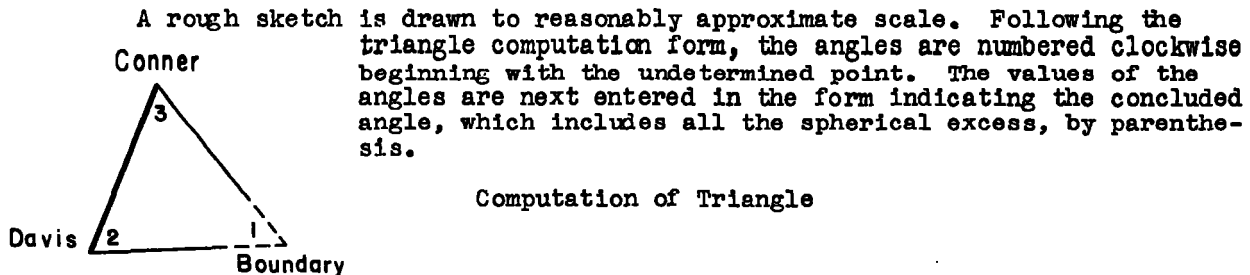 A rough sketch is drawn to reasonably approximate scale. Following the
triangle computation form, the angles are numbered clockwise
beginning with the undetermined point. The values of the
angles are next entered in the form indicating the concluded
angle, which includes all the spherical excess, by parenthe-
sis.
Conner
3
Computation of Triangle
Davis
2
1
Boundary